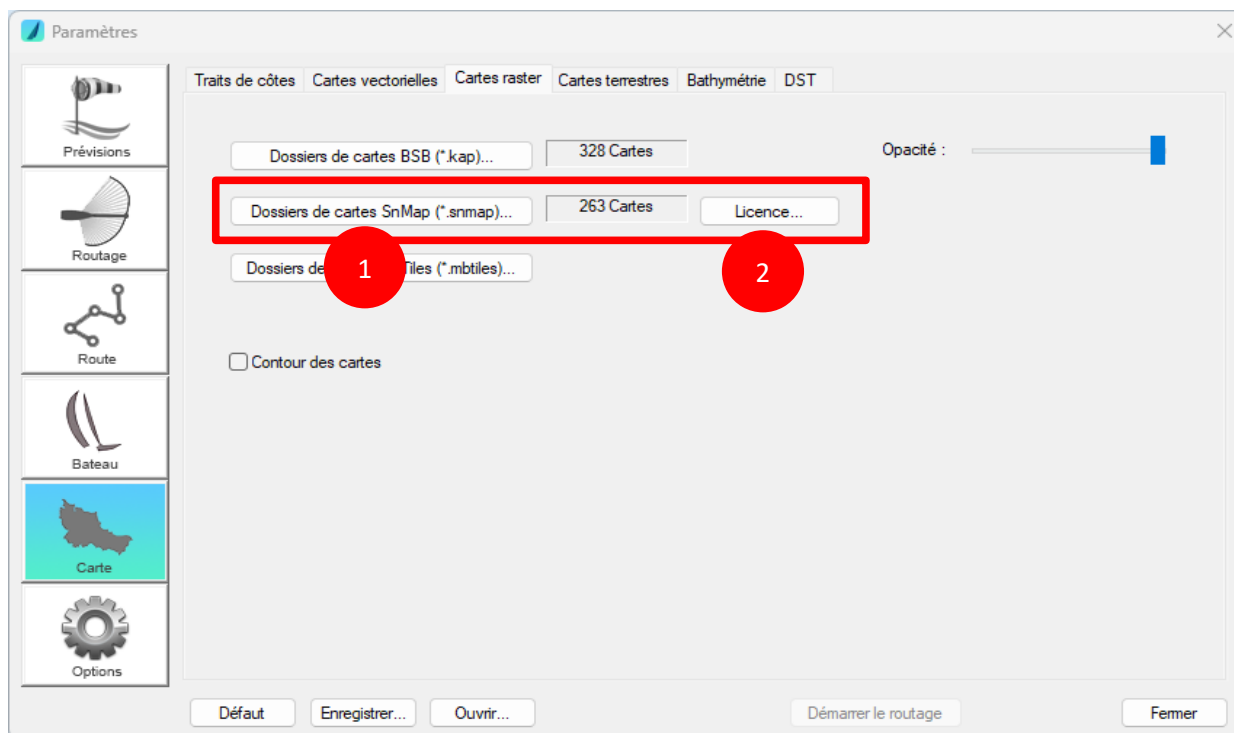 Paramètres
Traits de côtes Cartes vectorielles Cartes raster Cartes terrestres Bathymétrie DST
Prévisions
Dossiers de cartes BSB (*.kap)...
328 Cartes
Opacité :
Dossiers de cartes SnMap (*.snmap)...
263 Cartes
Licence...
Routage
Dossiers de Tiles (*.mbtiles)...
1
2
Route
Contour des cartes
Bateau
Carte
Options
Défaut
Enregistrer...
Ouvrir...
Démarrer le routage
Fermer